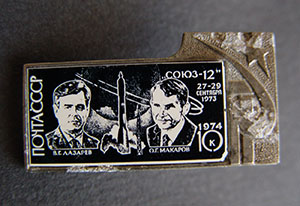 ПОЧТА СССР
СОЮЗ-12"
27-29
СЕНТЯБРЯ
1973
1974
10 к
В.Г. ЛАЗАРЕВ
О.Г. МАКАРОВ